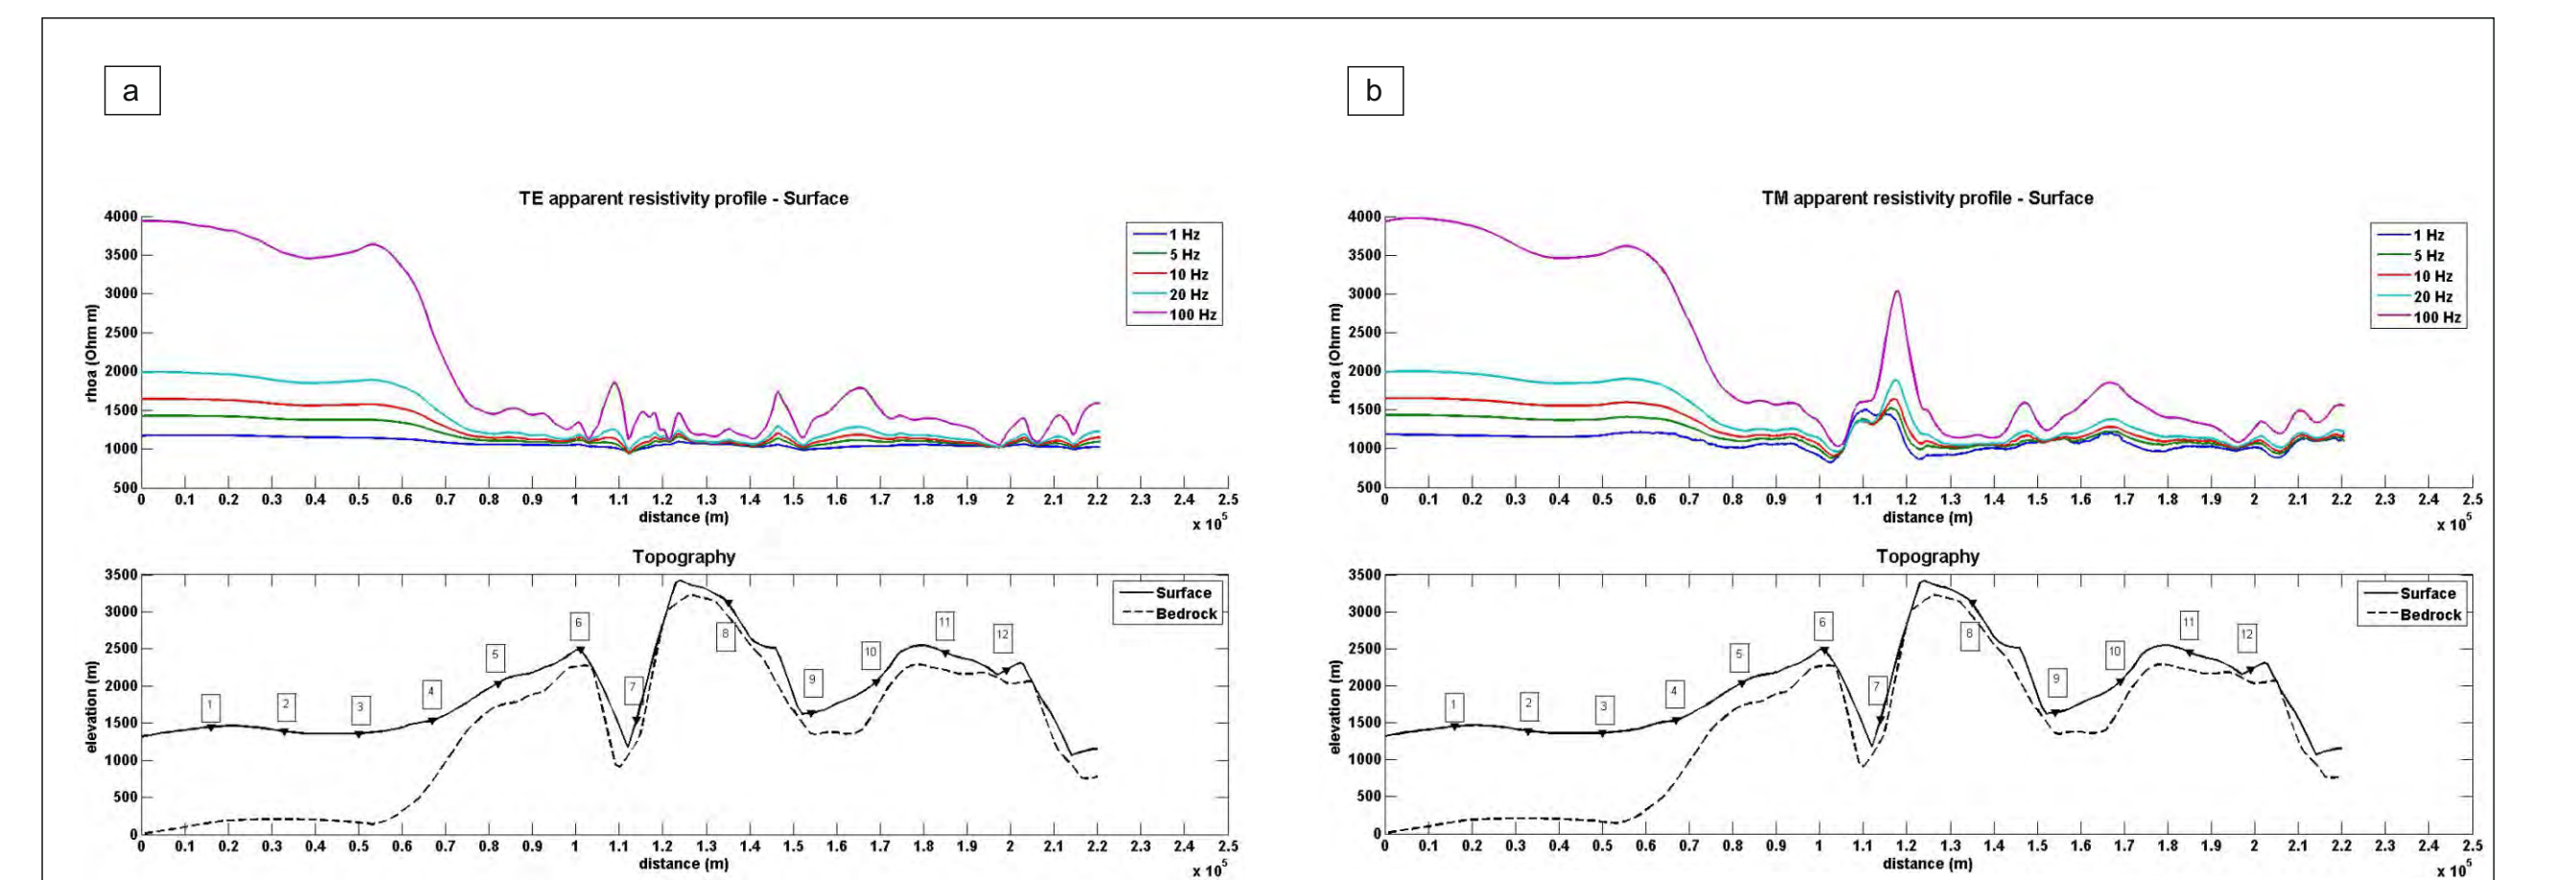 a
TE apparent resistivity profile - Surface
4000
3500
3000
2500
2000
1500
1000
500
rhoa (Ohm m)
1 Hz
5 Hz
10 Hz
20 Hz
100 Hz
0 0.1 0.2 0.3 0.4 0.5 0.6 0.7 0.8 0.9 1 1.1 1.2 1.3 1.4 1.5 1.6 1.7 1.8 1.9 2 2.1 2.2 2.3 2.4 2.5
distance (m)
x 10^5
Topography
3500
3000
2500
2000
1500
1000
500
0
elevation (m)
Surface
Bedrock
1 2 3 4 5 6 7 8 9 10 11 12
0 0.1 0.2 0.3 0.4 0.5 0.6 0.7 0.8 0.9 1 1.1 1.2 1.3 1.4 1.5 1.6 1.7 1.8 1.9 2 2.1 2.2 2.3 2.4 2.5
distance (m)
x 10^5
b
TM apparent resistivity profile - Surface
4000
3500
3000
2500
2000
1500
1000
500
rhoa (Ohm m)
1 Hz
5 Hz
10 Hz
20 Hz
100 Hz
0 0.1 0.2 0.3 0.4 0.5 0.6 0.7 0.8 0.9 1 1.1 1.2 1.3 1.4 1.5 1.6 1.7 1.8 1.9 2 2.1 2.2 2.3 2.4 2.5
distance (m)
x 10^5
Topography
3500
3000
2500
2000
1500
1000
500
0
elevation (m)
Surface
Bedrock
1 2 3 4 5 6 7 8 9 10 11 12
0 0.1 0.2 0.3 0.4 0.5 0.6 0.7 0.8 0.9 1 1.1 1.2 1.3 1.4 1.5 1.6 1.7 1.8 1.9 2 2.1 2.2 2.3 2.4 2.5
distance (m)
x 10^5